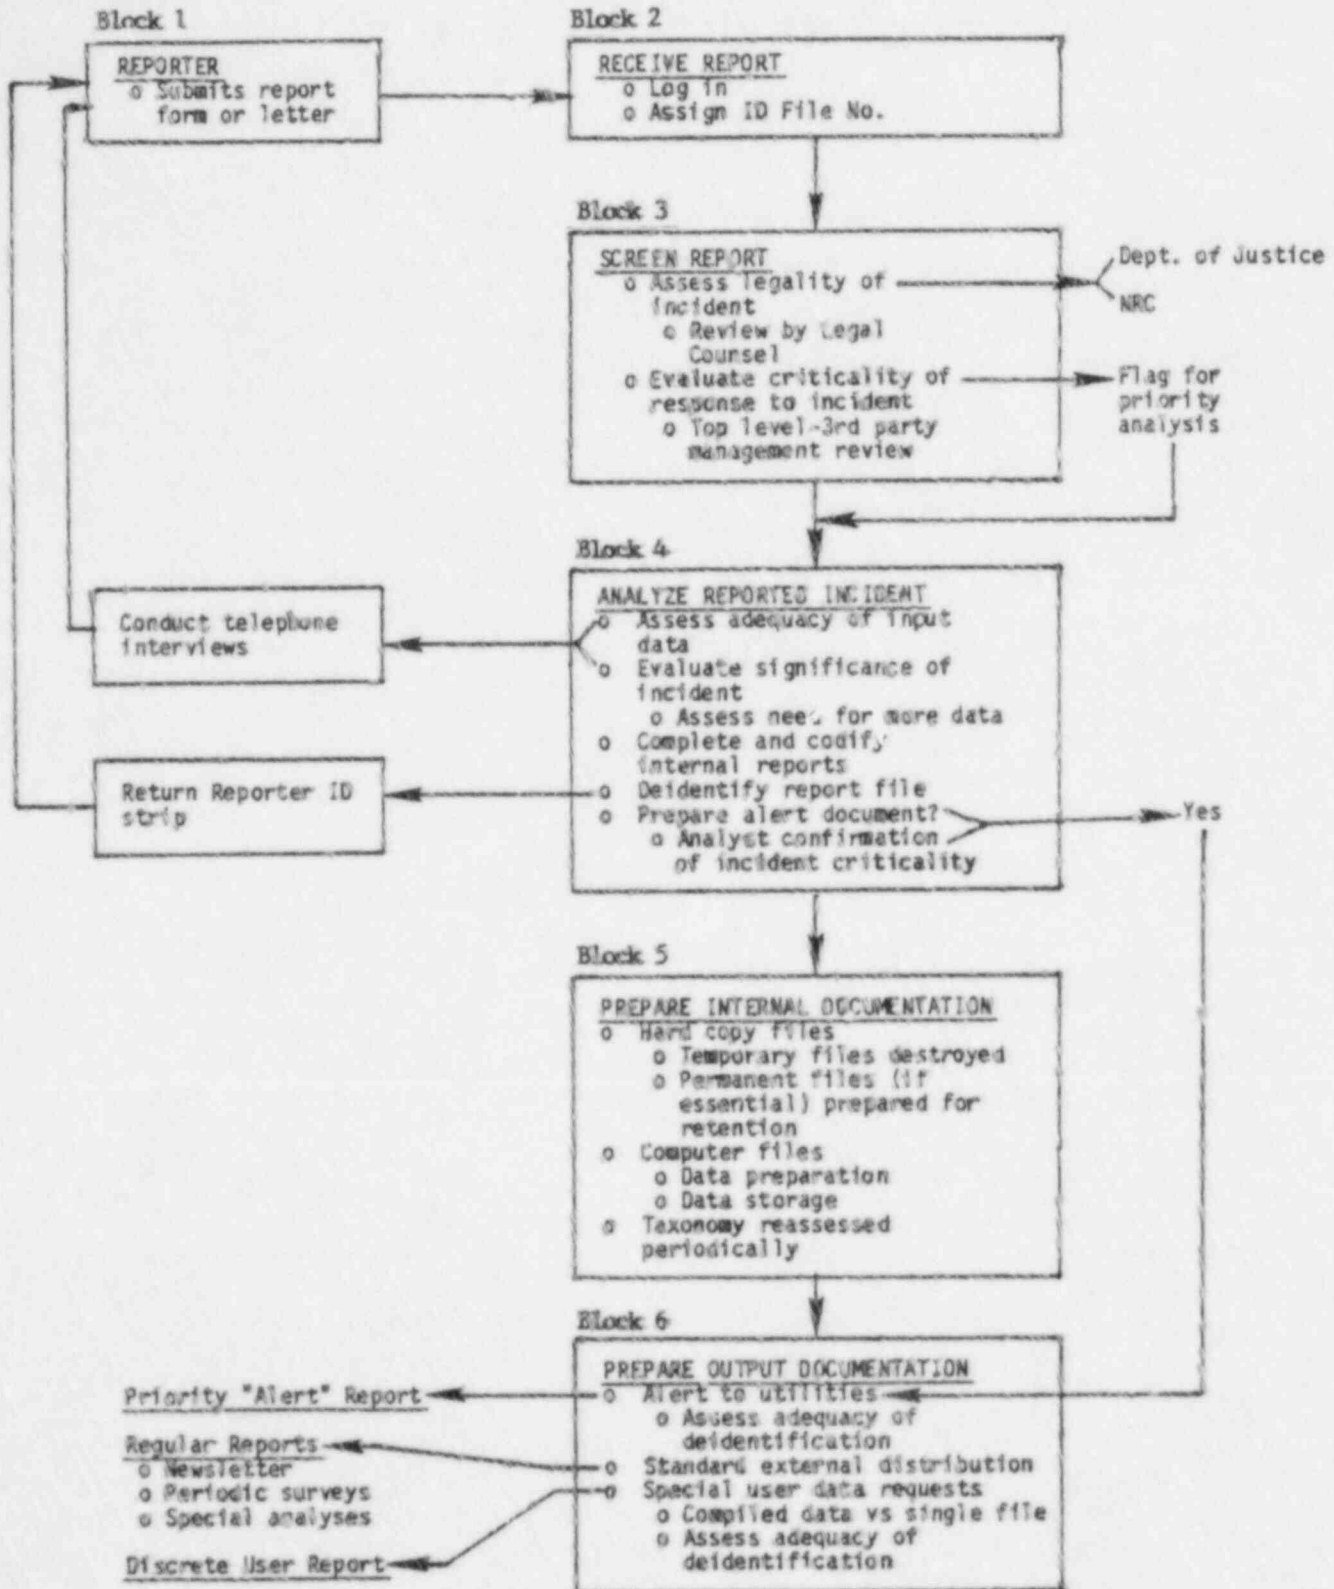 Block 1
REPORTER
o Submits report
form or letter
Block 2
RECEIVE REPORT
o Log in
o Assign ID File No.
Block 3
SCREEN REPORT
o Assess legality of
incident
o Review by Legal
Counsel
o Evaluate criticality of
response to incident
o Top level-3rd party
management review
Dept. of Justice
NRC
Flag for
priority
analysis
Block 4
ANALYZE REPORTED INCIDENT
o Assess adequacy of input
data
o Evaluate significance of
incident
o Assess need for more data
o Complete and codify
internal reports
o Deidentify report file
o Prepare alert document?
o Analyst confirmation
of incident criticality
Conduct telephone
interviews
Return Reporter ID
strip
Yes
Block 5
PREPARE INTERNAL DOCUMENTATION
o Hard copy files
o Temporary files destroyed
o Permanent files (if
essential) prepared for
retention
o Computer files
o Data preparation
o Data storage
o Taxonomy reassessed
periodically
Block 6
PREPARE OUTPUT DOCUMENTATION
o Alert to utilities
o Assess adequacy of
deidentification
o Standard external distribution
o Special user data requests
o Compiled data vs single file
o Assess adequacy of
deidentification
Priority "Alert" Report
Regular Reports
o Newsletter
o Periodic surveys
o Special analyses
Discrete User Report